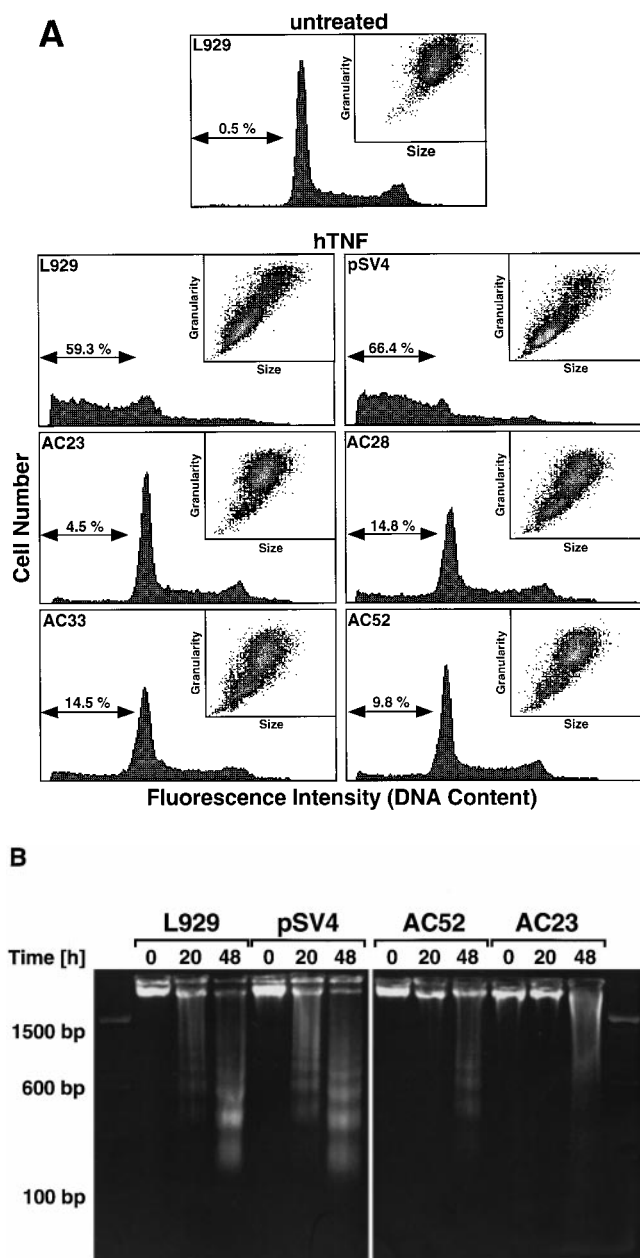 A
untreated
L929
0.5 %
Granularity
Size
hTNF
L929
59.3 %
Granularity
Size
pSV4
66.4 %
Granularity
Size
AC23
4.5 %
Granularity
Size
AC28
14.8 %
Granularity
Size
AC33
14.5 %
Granularity
Size
AC52
9.8 %
Granularity
Size
Cell Number
Fluorescence Intensity (DNA Content)
B
L929 pSV4 AC52 AC23
Time [h] 0 20 48 0 20 48 0 20 48 0 20 48
1500 bp
600 bp
100 bp